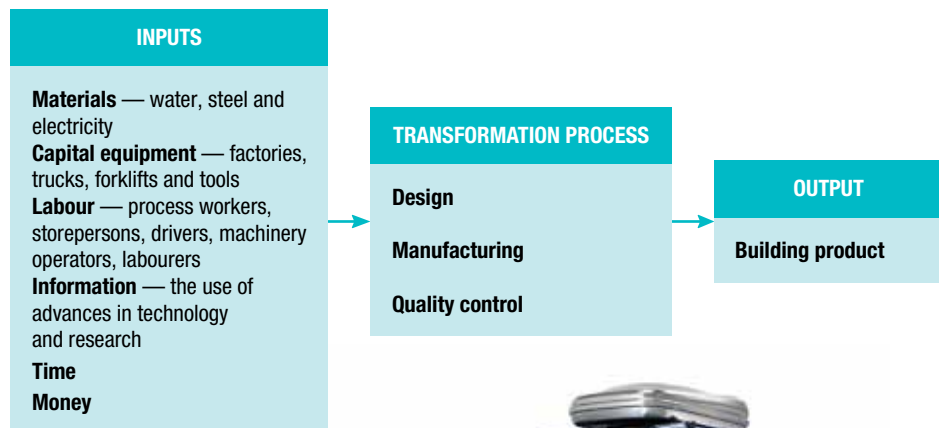 INPUTS
Materials — water, steel and
electricity
Capital equipment — factories,
trucks, forklifts and tools
Labour — process workers,
storepersons, drivers, machinery
operators, labourers
Information — the use of
advances in technology
and research
Time
Money
TRANSFORMATION PROCESS
Design
Manufacturing
Quality control
OUTPUT
Building product